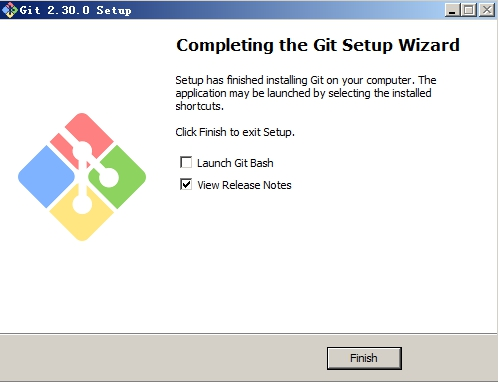 Git 2.30.0 Setup
Completing the Git Setup Wizard
Setup has finished installing Git on your computer. The
application may be launched by selecting the installed
shortcuts.
Click Finish to exit Setup.
Launch Git Bash
View Release Notes
Finish